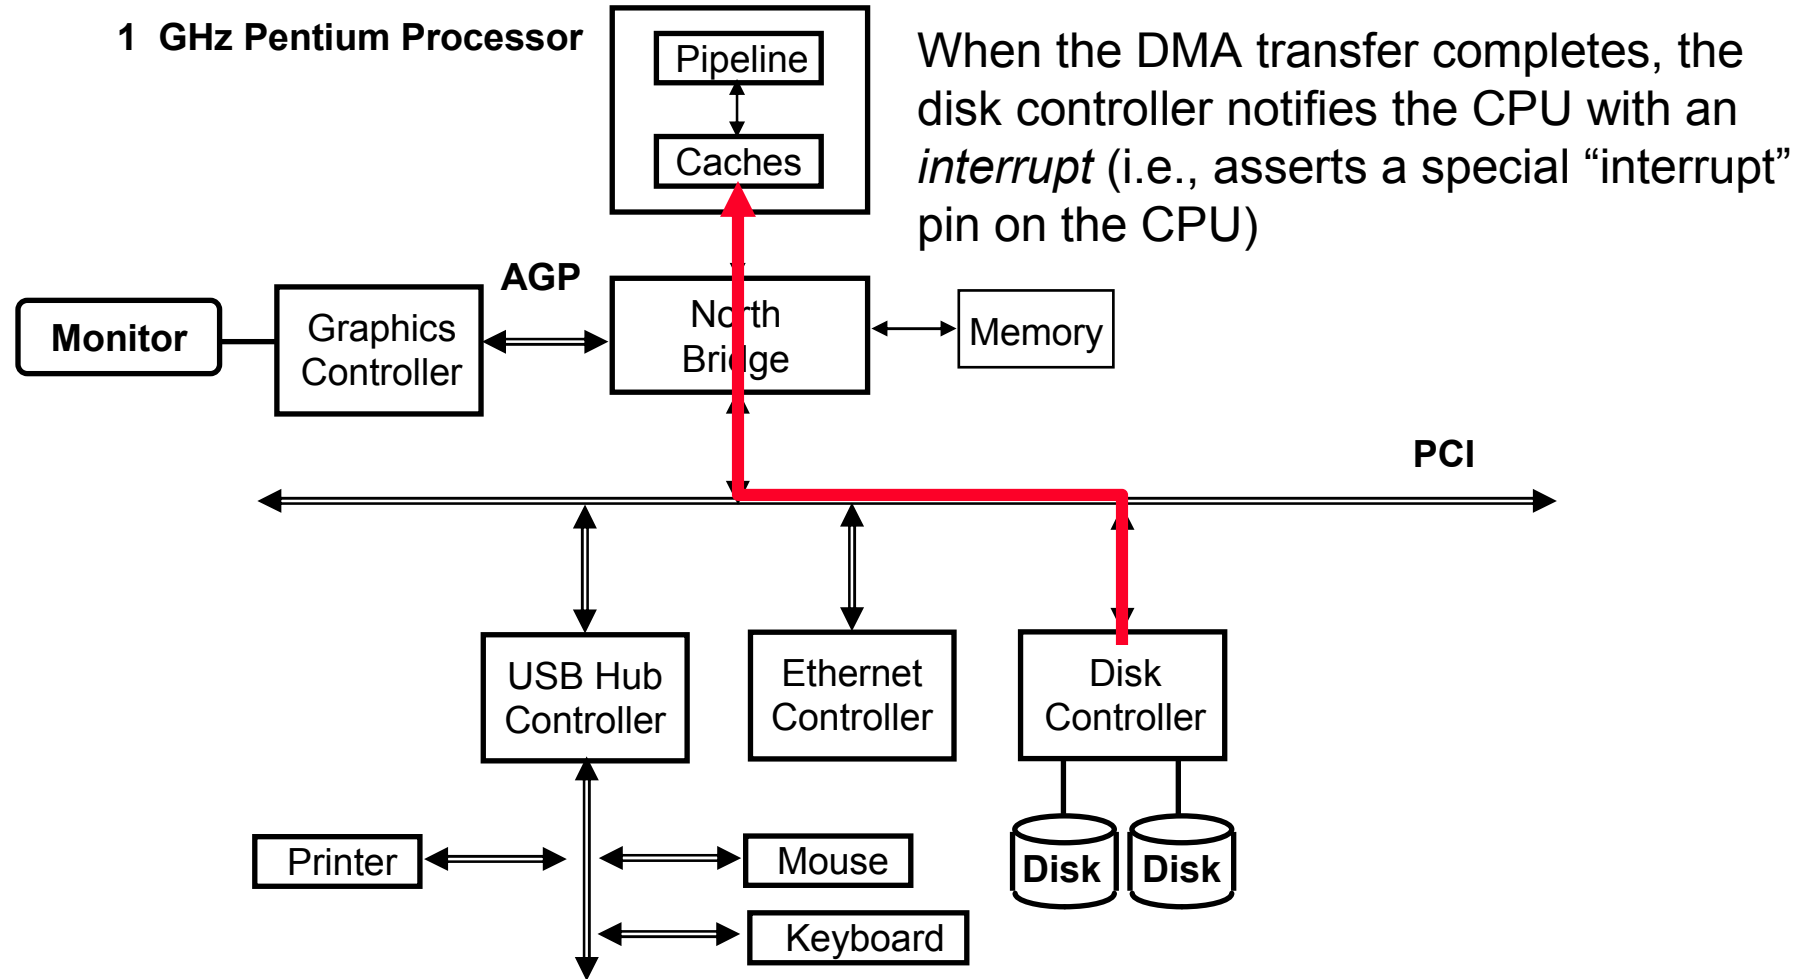 1 GHz Pentium Processor
Pipeline
Caches
When the DMA transfer completes, the
disk controller notifies the CPU with an
interrupt (i.e., asserts a special “interrupt”
pin on the CPU)
AGP
Monitor
Graphics
Controller
North
Bridge
Memory
PCI
USB Hub
Controller
Ethernet
Controller
Disk
Controller
Printer
Mouse
Keyboard
Disk
Disk